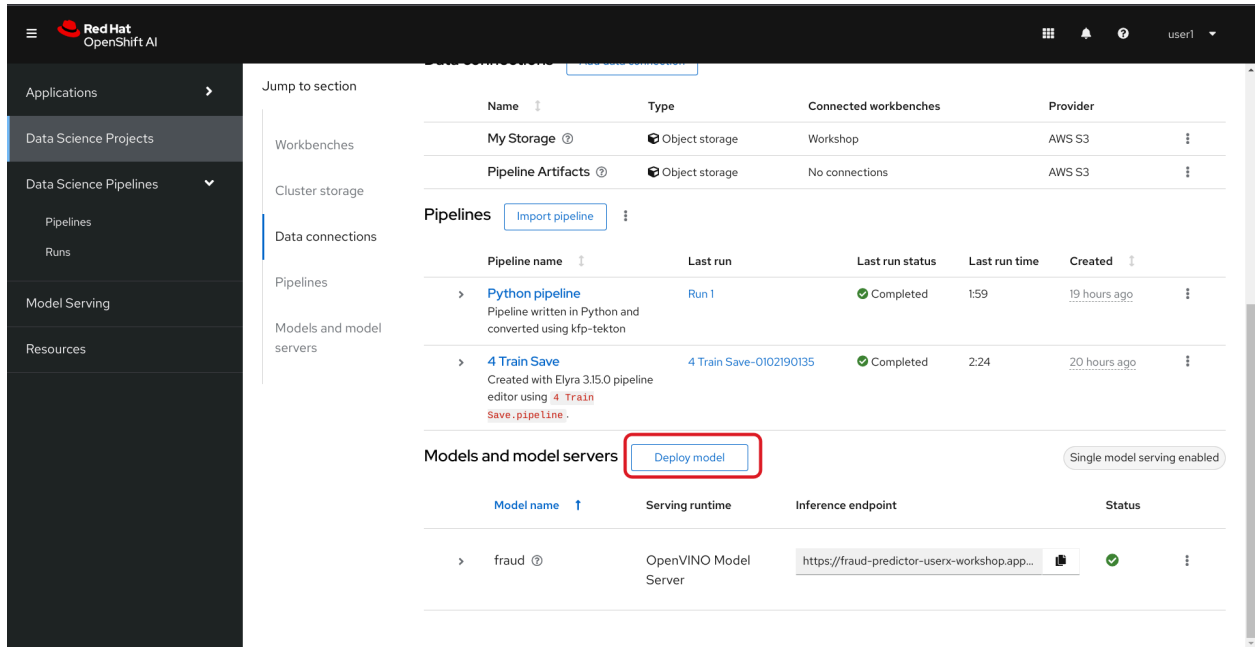 Red Hat
OpenShift AI
user1
Applications
Data Science Projects
Data Science Pipelines
Pipelines
Runs
Model Serving
Resources
Jump to section
Workbenches
Cluster storage
Data connections
Pipelines
Models and model
servers
Data connections Add data connection
Name Type Connected workbenches Provider
My Storage Object storage Workshop AWS S3
Pipeline Artifacts Object storage No connections AWS S3
Pipelines Import pipeline
Pipeline name Last run Last run status Last run time Created
Python pipeline Run 1 Completed 1:59 19 hours ago
Pipeline written in Python and
converted using kfp-tekton
4 Train Save 4 Train Save-0102190135 Completed 2:24 20 hours ago
Created with Elyra 3.15.0 pipeline
editor using 4 Train
Save.pipeline.
Models and model servers Deploy model Single model serving enabled
Model name Serving runtime Inference endpoint Status
fraud OpenVINO Model https://fraud-predictor-userx-workshop.app...
Server